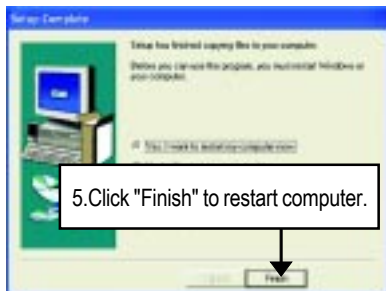 Setup Complete
Setup has finished copying files to your computer.
Before you can use the program, you must restart Windows or
your computer.
Yes, I want to restart my computer now.
5.Click "Finish" to restart computer.
Finish